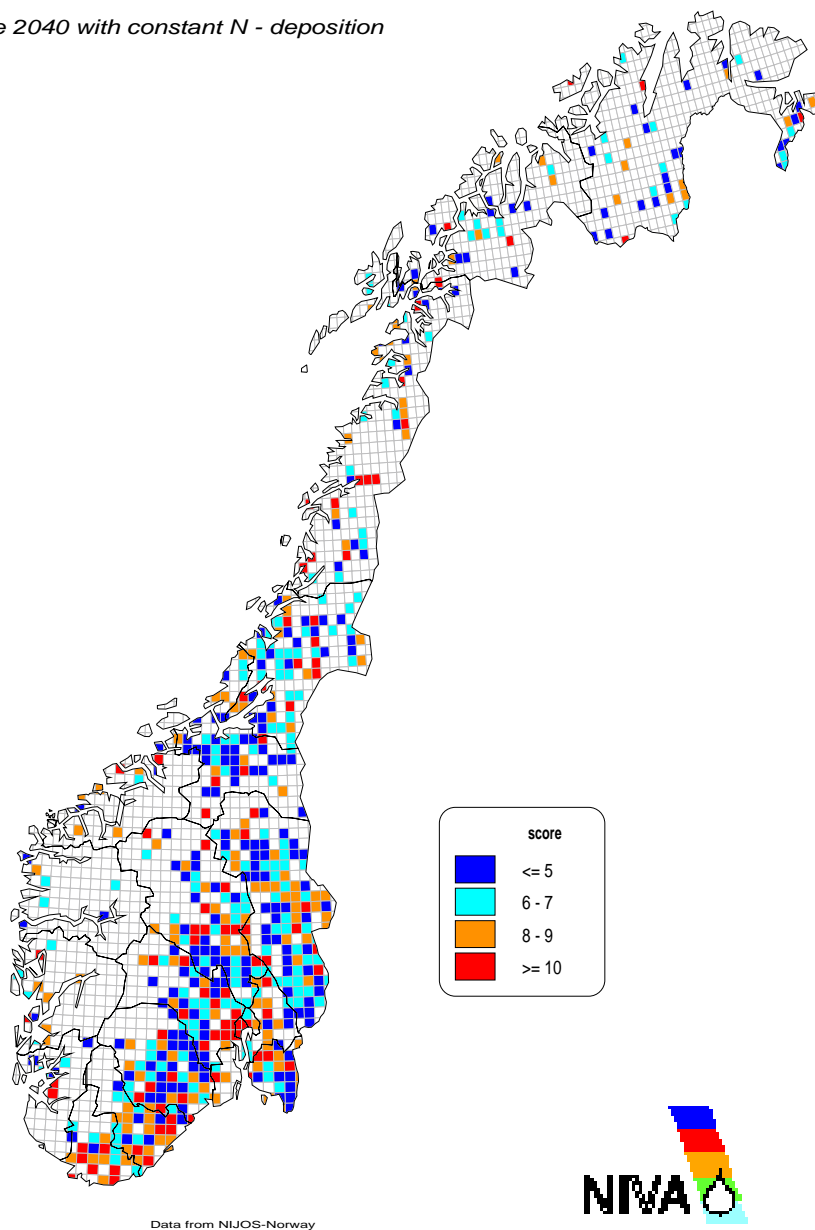 e 2040 with constant N - deposition
score
<= 5
6 - 7
8 - 9
>= 10
NIVA
Data from NIJOS-Norway